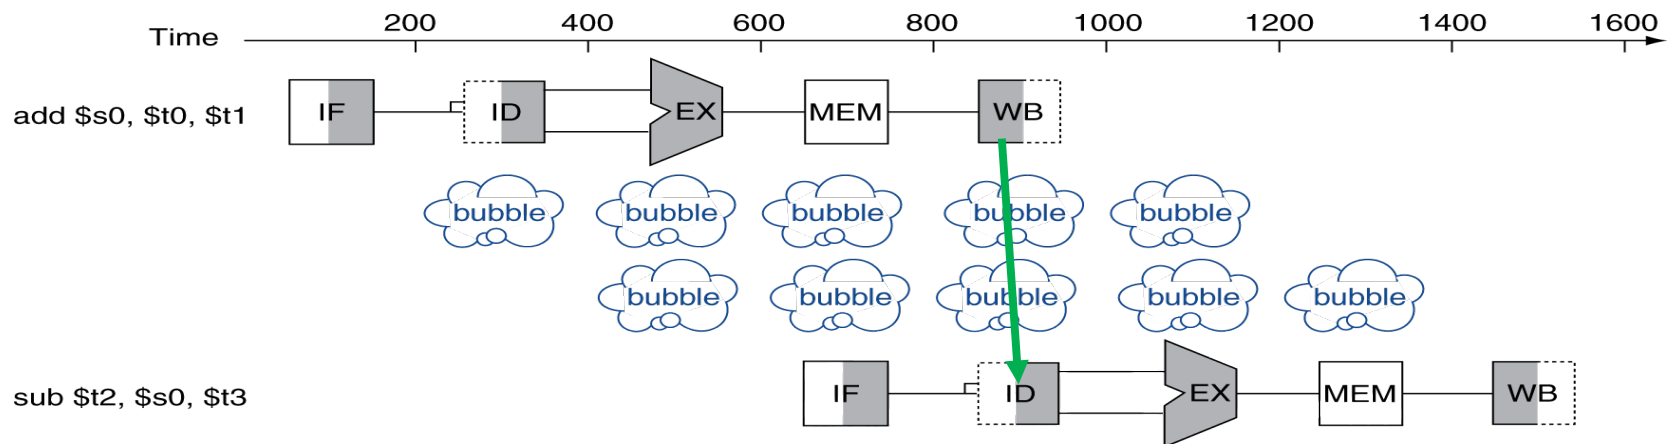 200 400 600 800 1000 1200 1400 1600
Time
add $s0, $t0, $t1 IF ID EX MEM WB
bubble bubble bubble bubble bubble
bubble bubble bubble bubble bubble
sub $t2, $s0, $t3 IF ID EX MEM WB